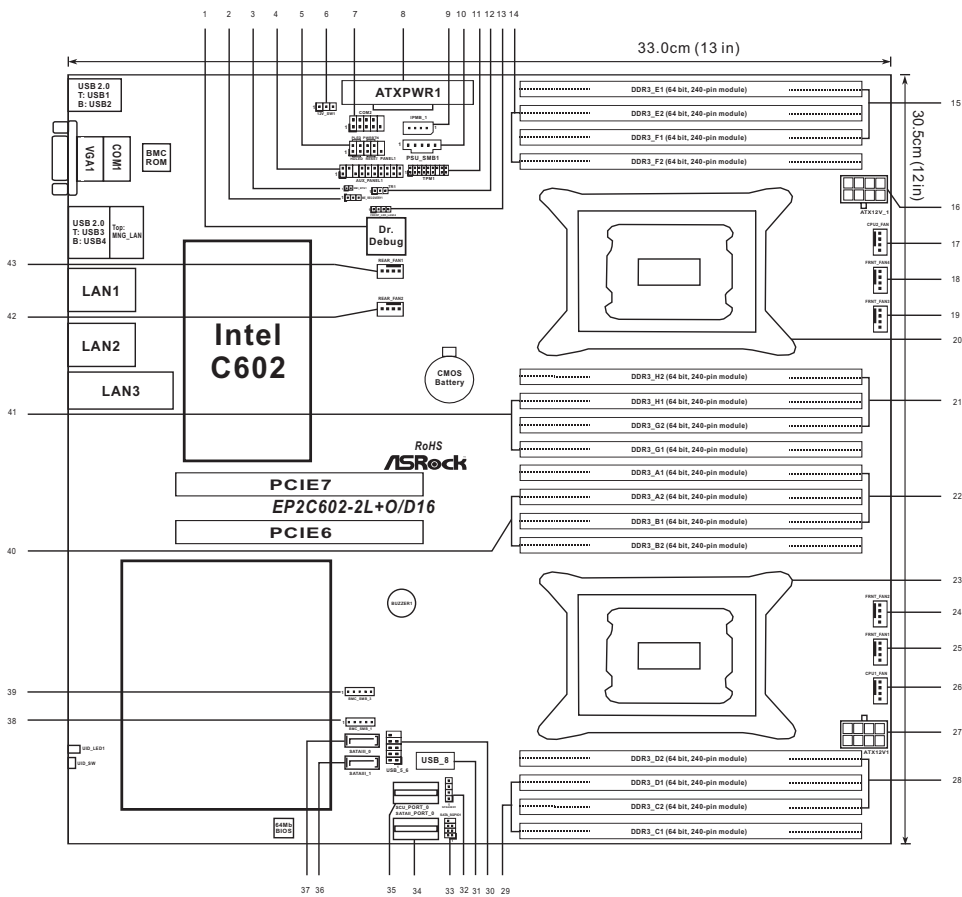 1 2 3 4 5 6 7 8 9 10 11 12 13 14
33.0cm (13 in)
30.5cm (12 in)
USB 2.0
T: USB1
B: USB2
VGA1
COM1
BMC
ROM
ATXPWR1
COM2
IPMB_1
PSU_SMB1
AUX_PANEL1
TPM1
Dr.
Debug
DDR3_E1 (64 bit, 240-pin module)
DDR3_E2 (64 bit, 240-pin module)
DDR3_F1 (64 bit, 240-pin module)
DDR3_F2 (64 bit, 240-pin module)
15
ATX12V_1
16
CPU2_FAN
17
FRNT_FAN4
18
FRNT_FAN3
19
20
USB 2.0
T: USB3
B: USB4
Top:
MNG_LAN
43
REAR_FAN1
42
REAR_FAN2
LAN1
LAN2
LAN3
Intel
C602
CMOS
Battery
DDR3_H2 (64 bit, 240-pin module)
DDR3_H1 (64 bit, 240-pin module)
DDR3_G2 (64 bit, 240-pin module)
DDR3_G1 (64 bit, 240-pin module)
21
41
RoHS
ASRock
DDR3_A1 (64 bit, 240-pin module)
DDR3_A2 (64 bit, 240-pin module)
DDR3_B1 (64 bit, 240-pin module)
DDR3_B2 (64 bit, 240-pin module)
22
PCIE7
EP2C602-2L+O/D16
PCIE6
40
23
BUZZER1
FRNT_FAN2
24
FRNT_FAN1
25
CPU1_FAN
26
ATX12V1
27
39
BMC_SMB_2
38
BMC_SMB_1
37
SATAIII_0
36
SATAIII_1
UID_LED1
UID_SW
USB_5_6
USB_8
SCU_PORT_0
SATAII_PORT_0
64Mb
BIOS
DDR3_D2 (64 bit, 240-pin module)
DDR3_D1 (64 bit, 240-pin module)
DDR3_C2 (64 bit, 240-pin module)
DDR3_C1 (64 bit, 240-pin module)
28
35 34 33 32 31 30 29